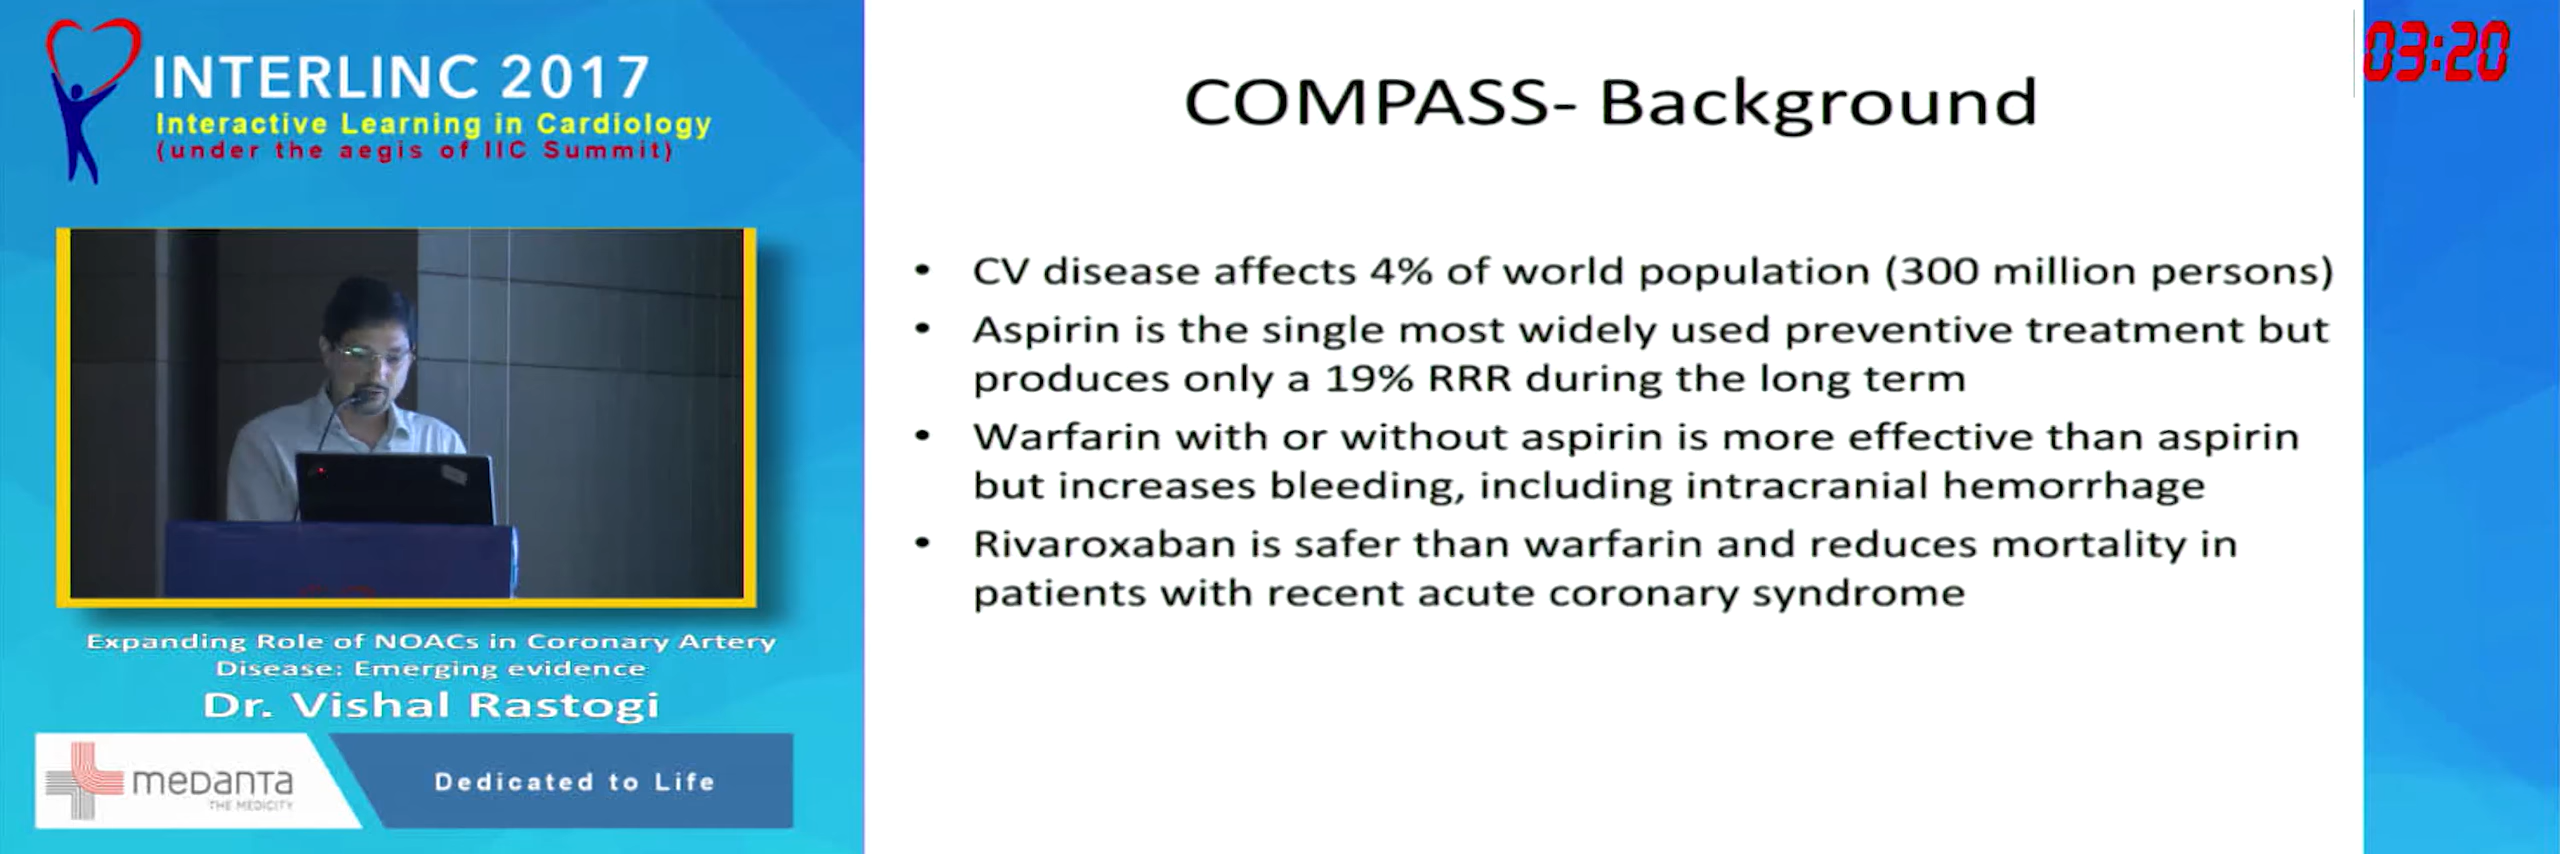 INTERLINC 2017
Interactive Learning in Cardiology
(under the aegis of IIC Summit)
Expanding Role of NOACs in Coronary Artery
Disease: Emerging evidence
Dr. Vishal Rastogi
medanta
THE MEDICITY
Dedicated to Life
COMPASS- Background
• CV disease affects 4% of world population (300 million persons)
• Aspirin is the single most widely used preventive treatment but
produces only a 19% RRR during the long term
• Warfarin with or without aspirin is more effective than aspirin
but increases bleeding, including intracranial hemorrhage
• Rivaroxaban is safer than warfarin and reduces mortality in
patients with recent acute coronary syndrome
03:20